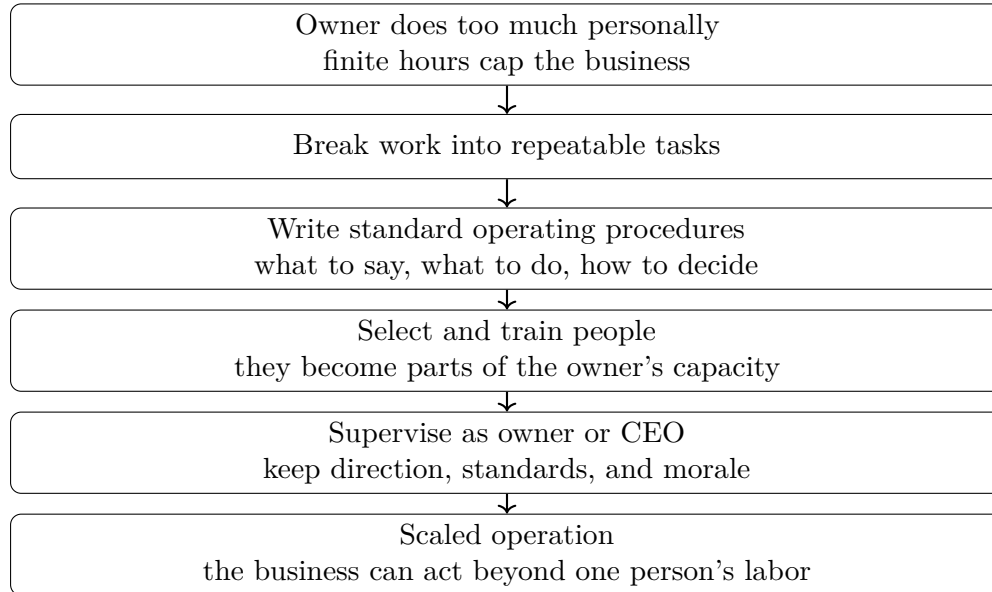 Owner does too much personally
finite hours cap the business
Break work into repeatable tasks
Write standard operating procedures
what to say, what to do, how to decide
Select and train people
they become parts of the owner's capacity
Supervise as owner or CEO
keep direction, standards, and morale
Scaled operation
the business can act beyond one person's labor